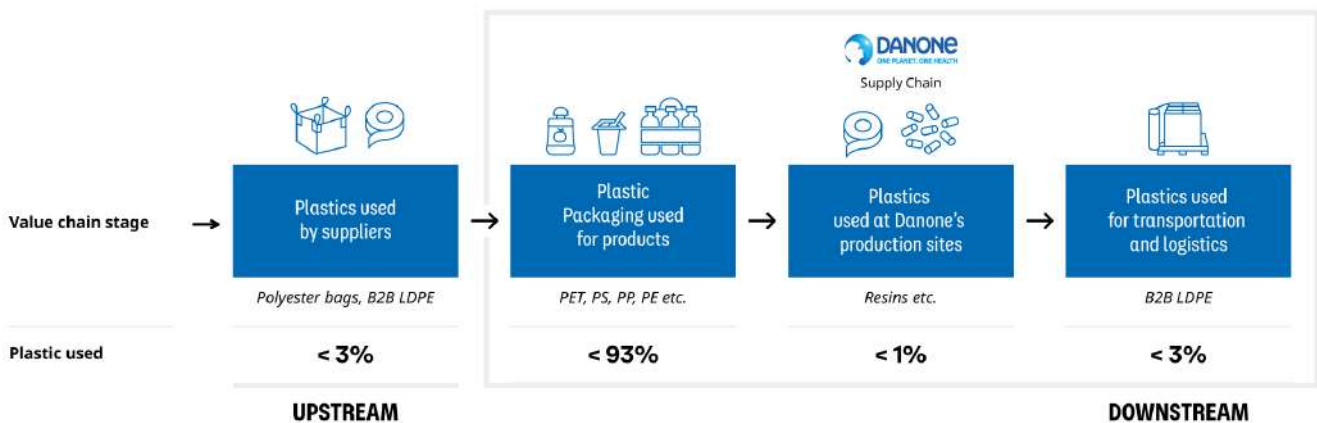 DANONE
ONE PLANET. ONE HEALTH
Supply Chain
Value chain stage
Plastics used
by suppliers
Plastic
Packaging used
for products
Plastics
used at Danone's
production sites
Plastics used
for transportation
and logistics
Polyester bags, B2B LDPE
PET, PS, PP, PE etc.
Resins etc.
B2B LDPE
Plastic used
< 3%
< 93%
< 1%
< 3%
UPSTREAM
DOWNSTREAM